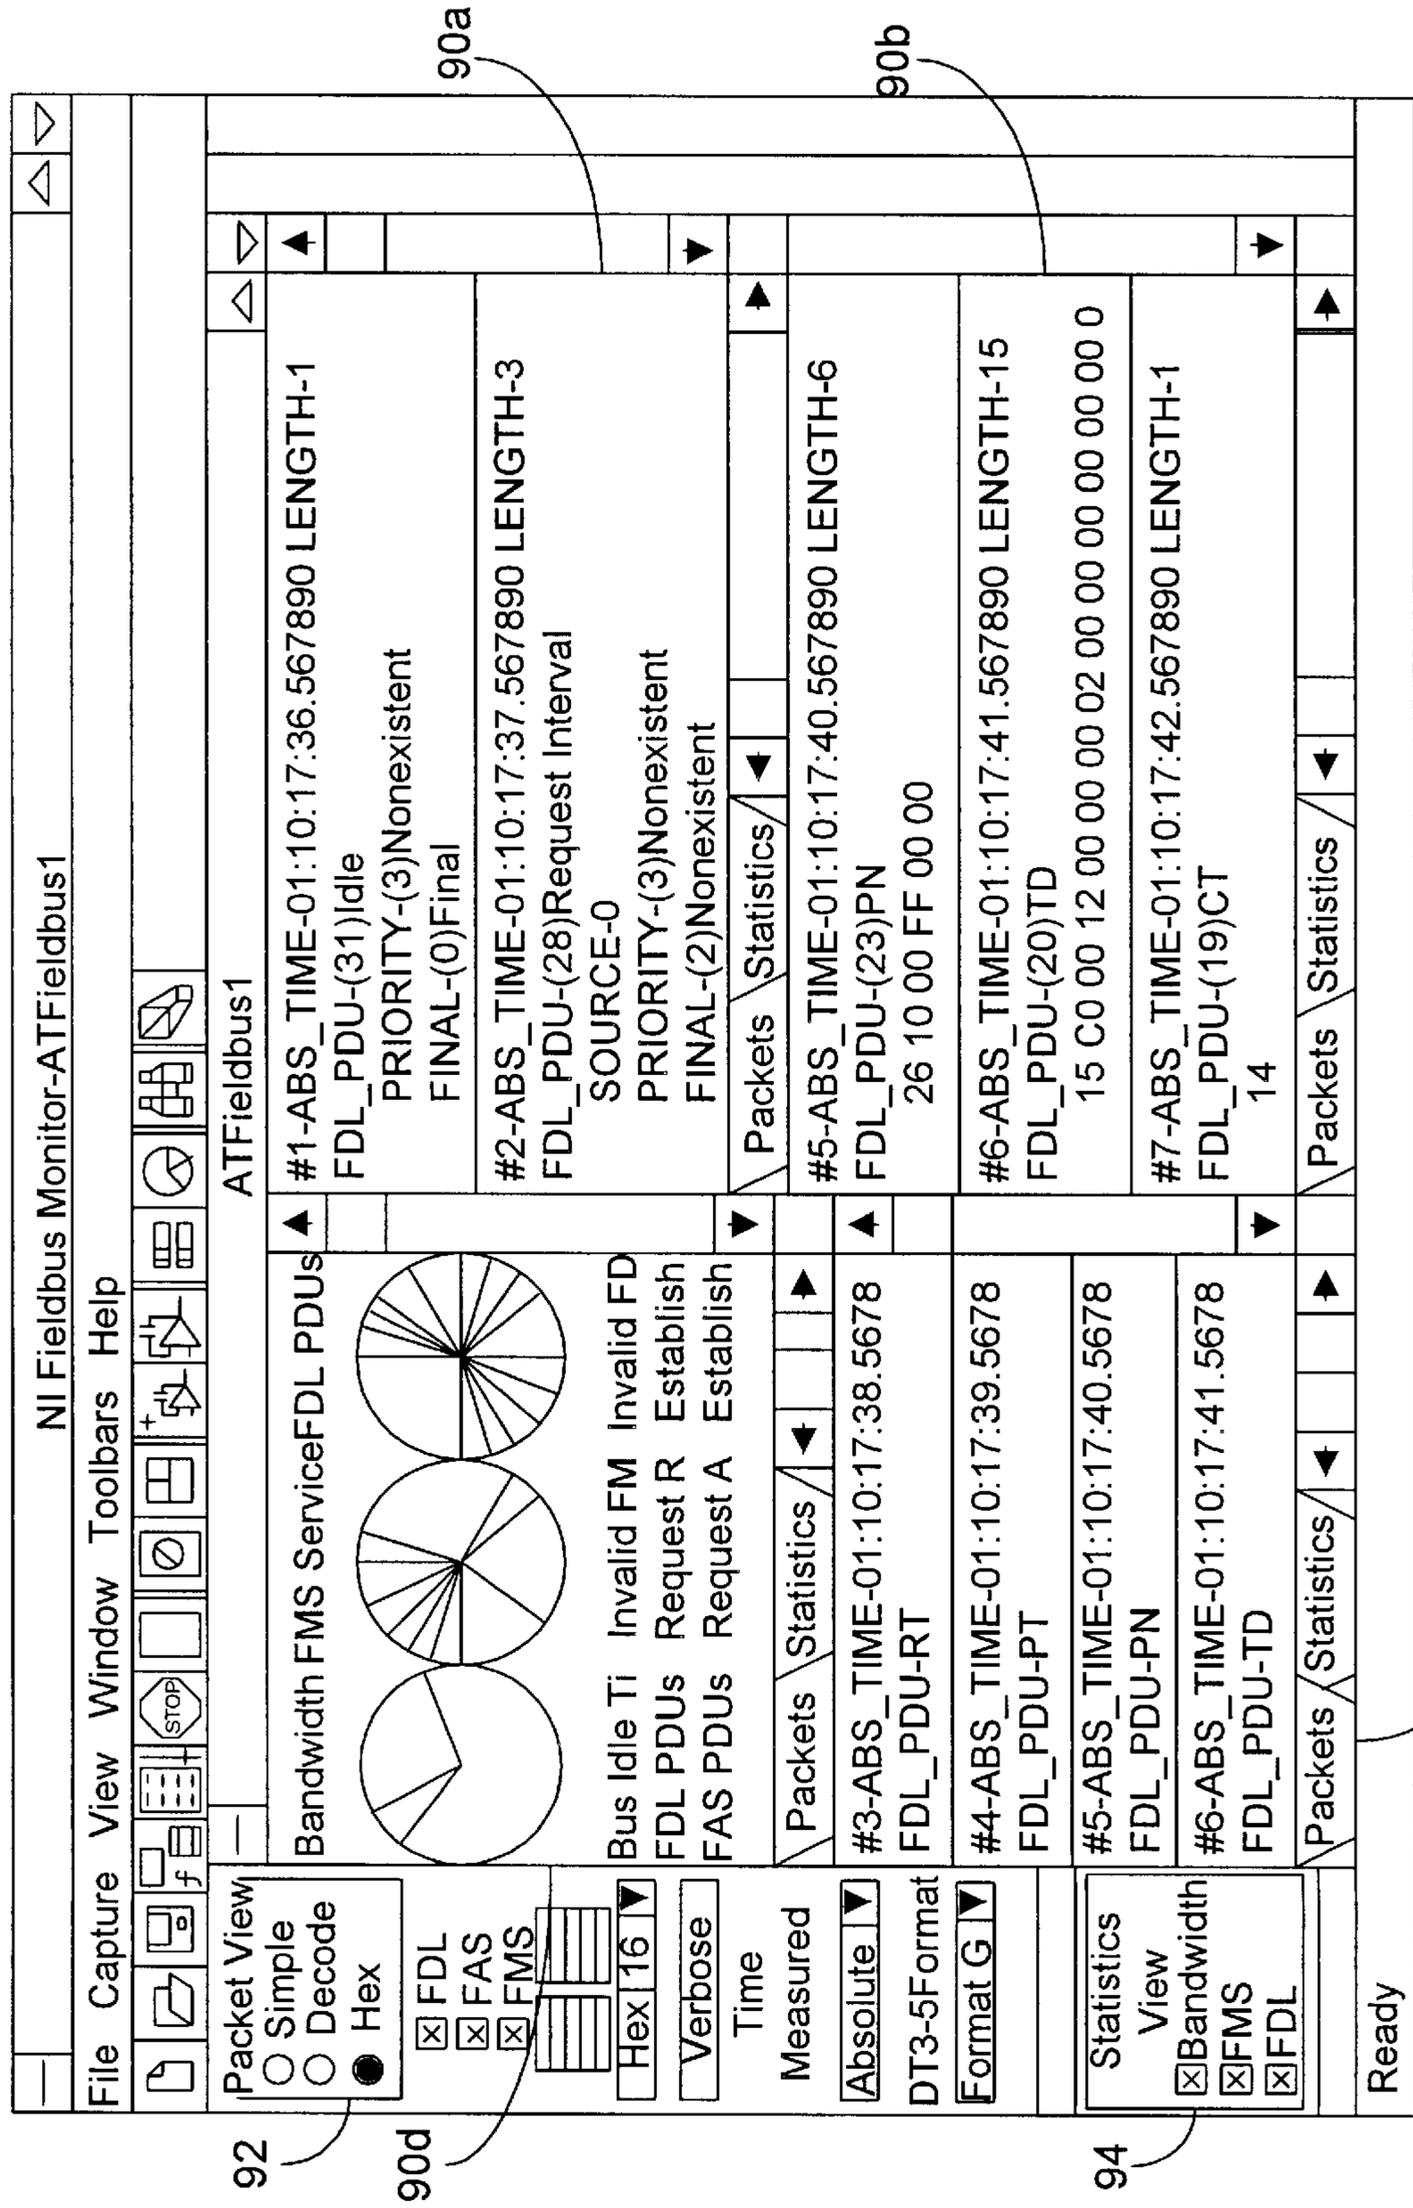 NI Fieldbus Monitor-ATFieldbus1
File Capture View Window Toolbars Help
STOP
f
+
ATFieldbus1
92
Packet View
Simple
Decode
Hex
FDL
FAS
FMS
90d
Hex 16
Verbose
Time
Measured
Absolute
DT3-5Format
Format G
94
Statistics
View
Bandwidth
FMS
FDL
Ready
Bandwidth FMS ServiceFDL PDUs
Bus Idle Ti Invalid FM Invalid FD
FDL PDUs Request R Establish
FAS PDUs Request A Establish
Packets Statistics
#3-ABS_TIME-01:10:17:38.5678
FDL_PDU-RT
#4-ABS_TIME-01:10:17:39.5678
FDL_PDU-PT
#5-ABS_TIME-01:10:17:40.5678
FDL_PDU-PN
#6-ABS_TIME-01:10:17:41.5678
FDL_PDU-TD
Packets Statistics
#1-ABS_TIME-01:10:17:36.567890 LENGTH-1
FDL_PDU-(31)Idle
PRIORITY-(3)Nonexistent
FINAL-(0)Final
#2-ABS_TIME-01:10:17:37.567890 LENGTH-3
FDL_PDU-(28)Request Interval
SOURCE-0
PRIORITY-(3)Nonexistent
FINAL-(2)Nonexistent
Packets Statistics
#5-ABS_TIME-01:10:17:40.567890 LENGTH-6
FDL_PDU-(23)PN
26 10 00 FF 00 00
#6-ABS_TIME-01:10:17:41.567890 LENGTH-15
FDL_PDU-(20)TD
15 C0 00 12 00 00 00 02 00 00 00 00 00 00 0
#7-ABS_TIME-01:10:17:42.567890 LENGTH-1
FDL_PDU-(19)CT
14
Packets Statistics
90a
90b